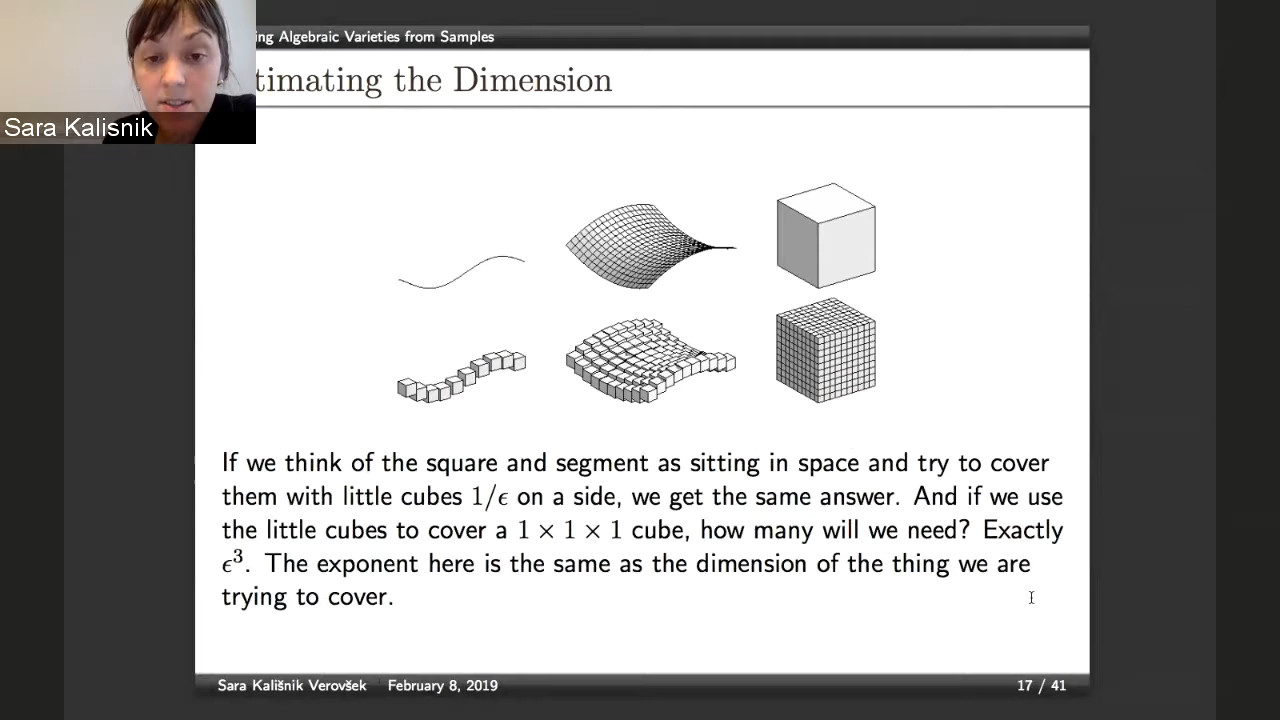 ing Algebraic Varieties from Samples
timating the Dimension
Sara Kalisnik
If we think of the square and segment as sitting in space and try to cover
them with little cubes 1/ϵ on a side, we get the same answer. And if we use
the little cubes to cover a 1 × 1 × 1 cube, how many will we need? Exactly
ϵ³. The exponent here is the same as the dimension of the thing we are
trying to cover.
Sara Kališnik Verovšek February 8, 2019 17 / 41